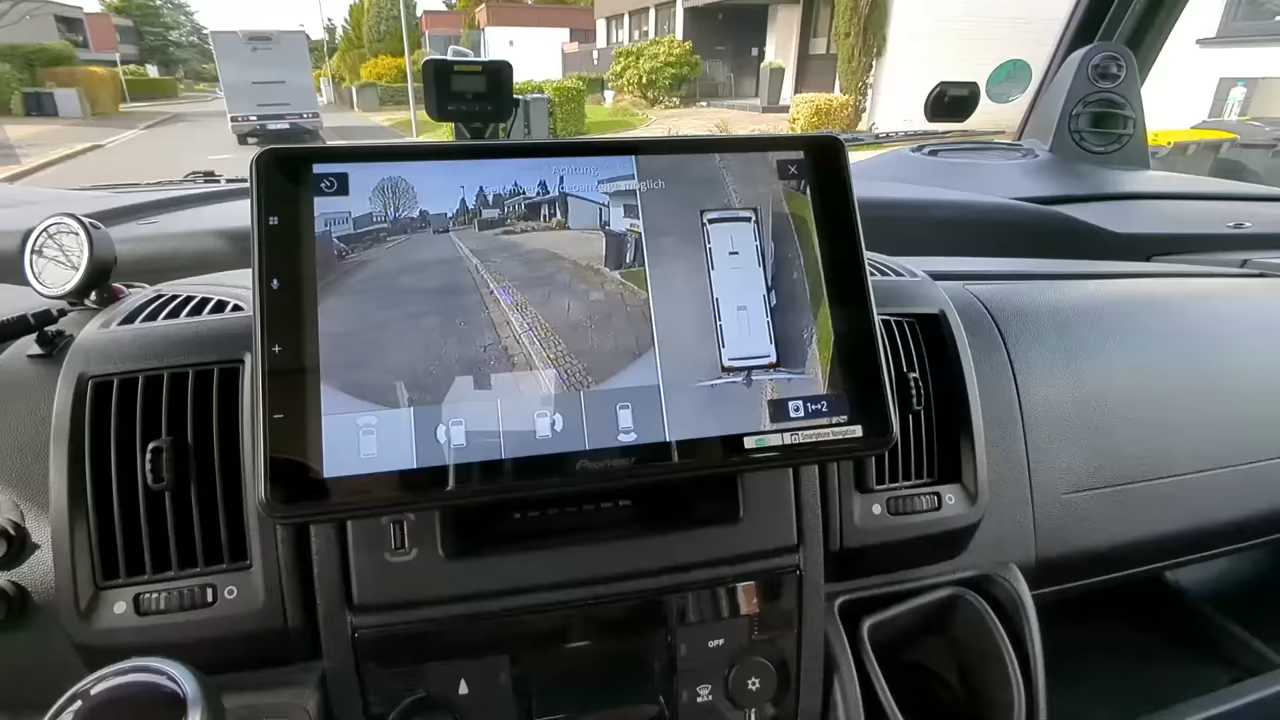 Achtung
Seitenverk. Videoanzeige möglich
1↔2
Smartphone Navigation
Pioneer
OFF
MAX